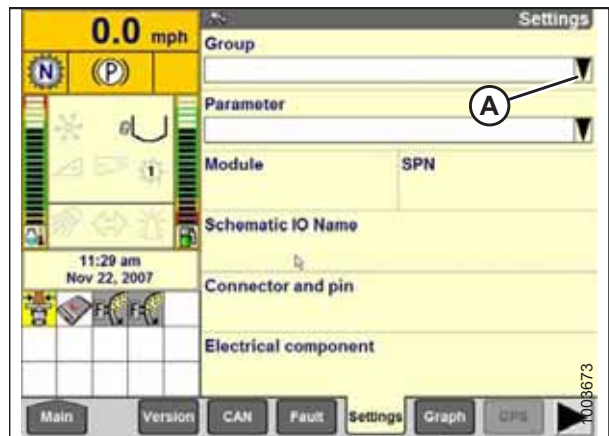 0.0 mph
Settings
N
P
Group
A
Parameter
1
Module SPN
Schematic IO Name
11:29 am
Nov 22, 2007
Connector and pin
Electrical component
1003673
Main Version CAN Fault Settings Graph GPS